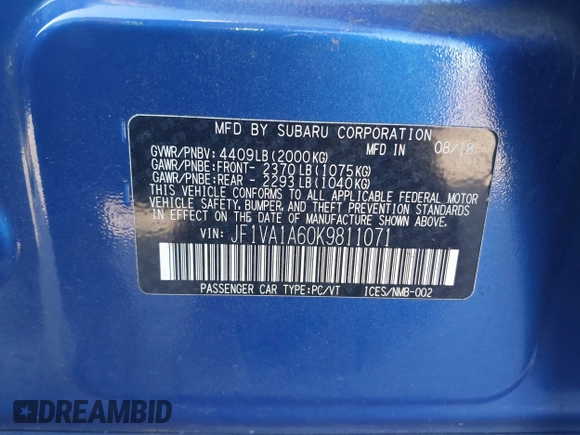 MFD BY SUBARU CORPORATION
GVWR/PNBV: 4409LB(2000KG) MFD IN 08/18
GAWR/PNBE:FRONT- 2370LB(1075KG)
GAWR/PNBE:REAR - 2293LB(1040KG)
THIS VEHICLE CONFORMS TO ALL APPLICABLE FEDERAL MOTOR
VEHICLE SAFETY, BUMPER, AND THEFT PREVENTION STANDARDS
IN EFFECT ON THE DATE OF MANUFACTURE SHOWN ABOVE.
VIN: JF1VA1A60K9811071
PASSENGER CAR TYPE:PC/VT ICES/NMB-002
DREAMBID